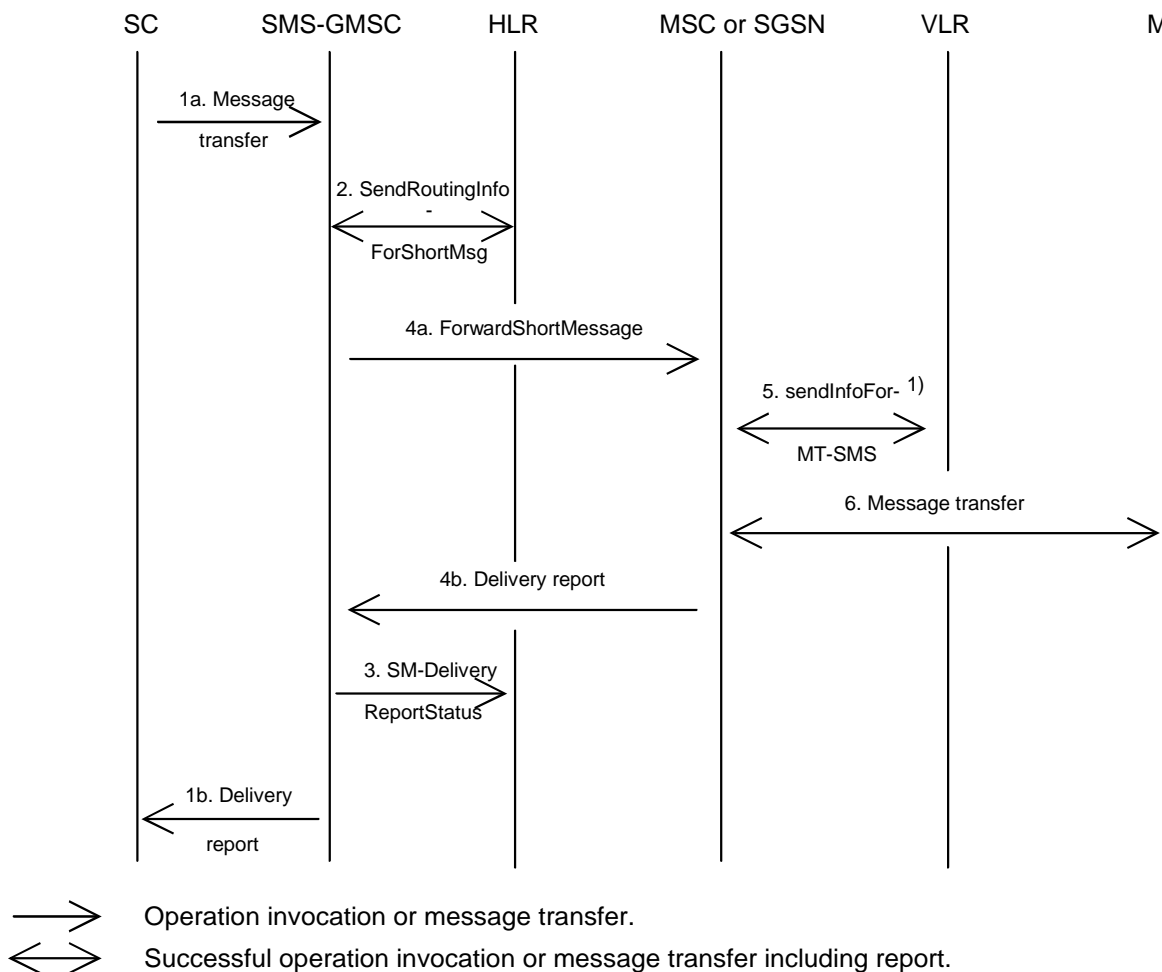 SC SMS-GMSC HLR MSC or SGSN VLR M
1a. Message
transfer
2. SendRoutingInfo
-
ForShortMsg
4a. ForwardShortMessage
5. sendInfoFor- 1)
MT-SMS
6. Message transfer
4b. Delivery report
3. SM-Delivery
ReportStatus
1b. Delivery
report
Operation invocation or message transfer.
Successful operation invocation or message transfer including report.